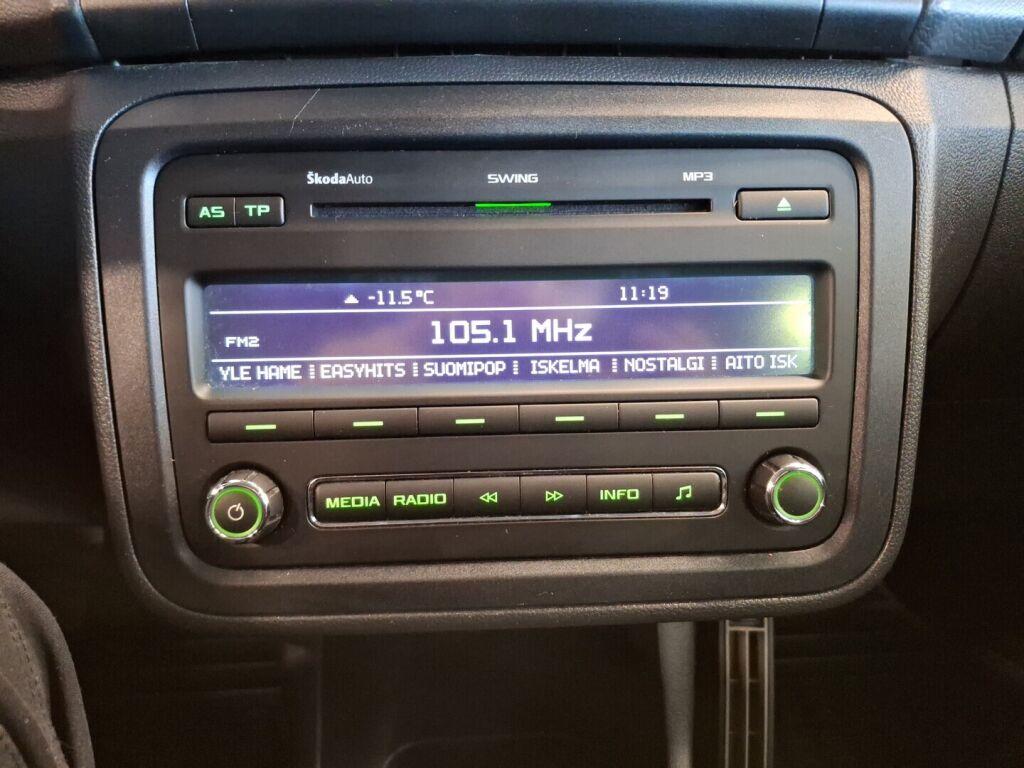 ŠkodaAuto SWING MP3
AS TP
-11.5°C 11:19
FM2 105.1 MHz
YLE HAME EASYHITS SUOMIPOP ISKELMA NOSTALGI AITO ISK
MEDIA RADIO INFO